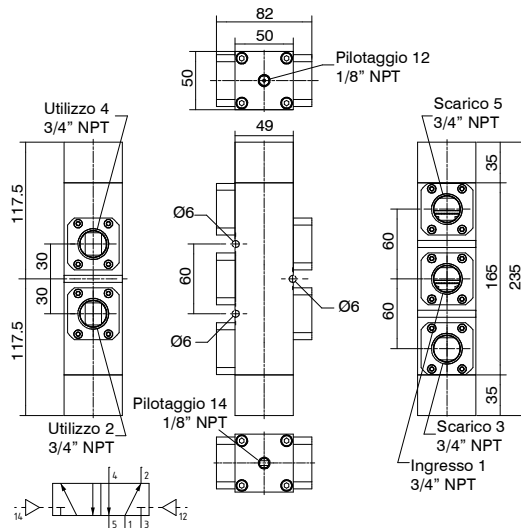 82
50
50
Pilotaggio 12
1/8” NPT
49
Utilizzo 4
3/4” NPT
117.5
30
30
117.5
Utilizzo 2
3/4” NPT
Ø6
60
Ø6
Ø6
Pilotaggio 14
1/8” NPT
Scarico 5
3/4” NPT
35
60
165
235
60
35
Scarico 3
3/4” NPT
Ingresso 1
3/4” NPT
4 2
14 12
5 1 3